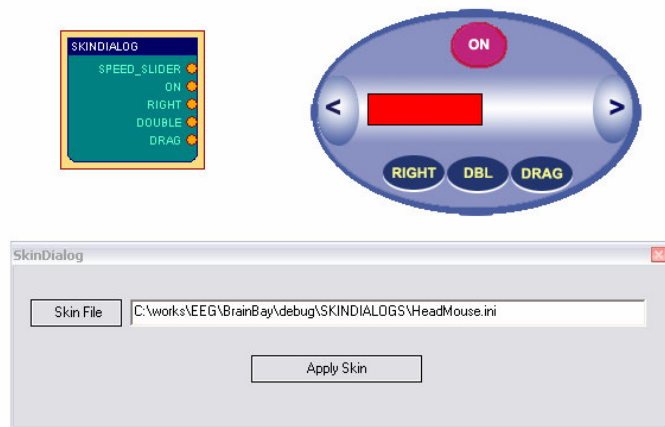 SKINDIALOG
SPEED_SLIDER
ON
RIGHT
DOUBLE
DRAG
ON
<
>
RIGHT DBL DRAG
SkinDialog
Skin File C:\works\EEG\BrainBay\debug\SKINDIALOGS\HeadMouse.ini
Apply Skin